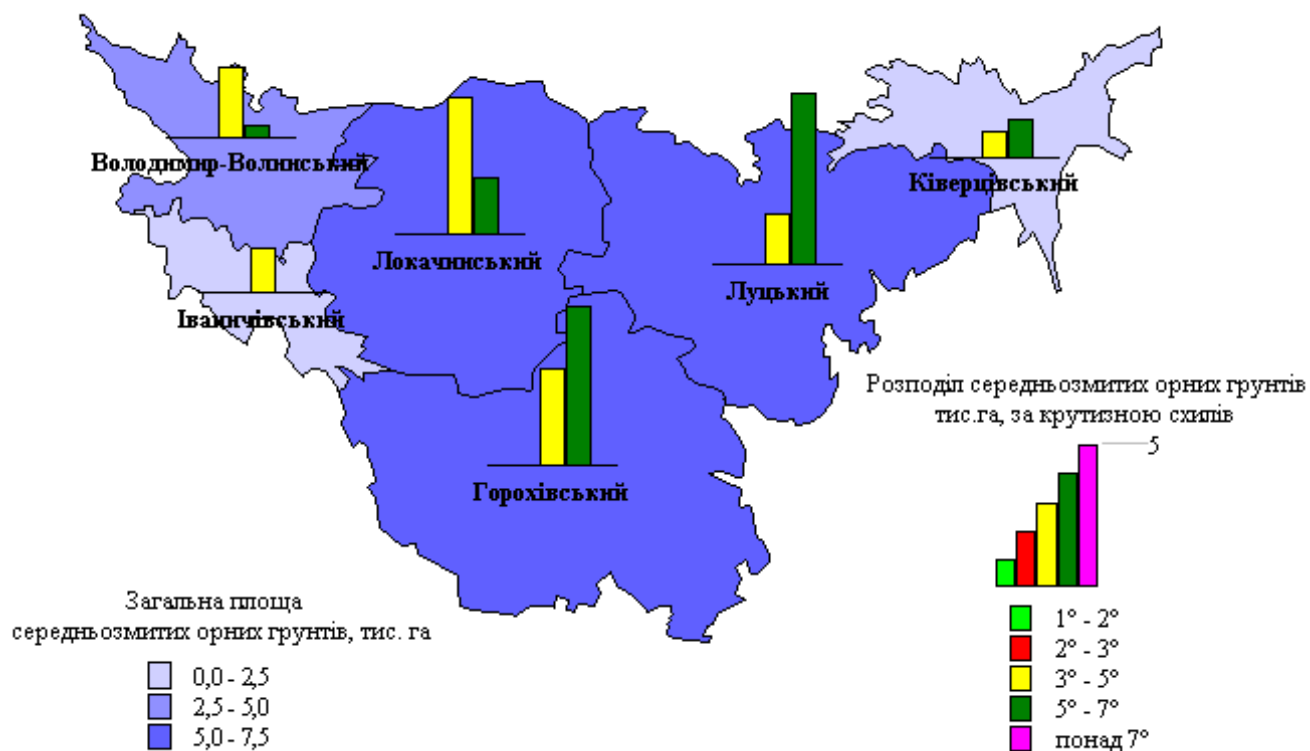 Володимир-Волинський
Ківерцівський
Локачинський
Луцький
Іваничівський
Горохівський
Розподіл середньозмитих орних грунтів
тис.га, за крутизною схилів
5
1° - 2°
2° - 3°
3° - 5°
5° - 7°
понад 7°
Загальна площа
середньозмитих орних грунтів, тис. га
0,0 - 2,5
2,5 - 5,0
5,0 - 7,5